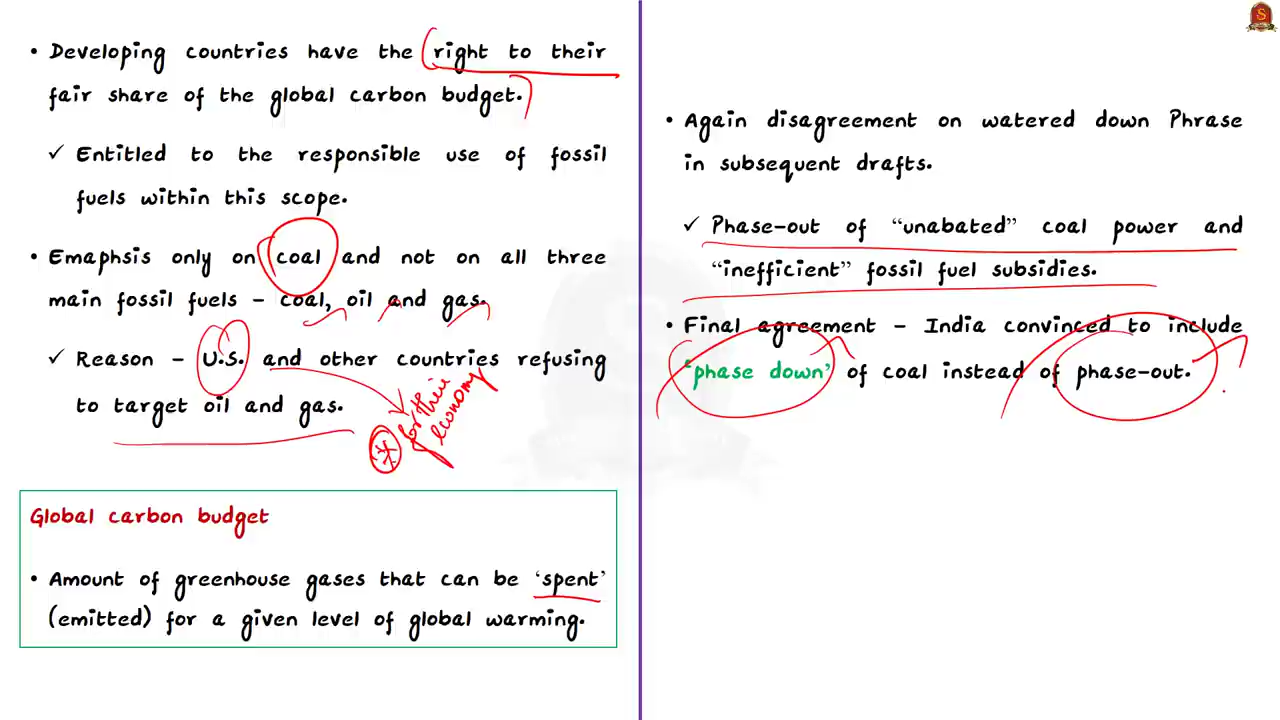 • Developing countries have the right to their
fair share of the global carbon budget.
✓ Entitled to the responsible use of fossil
fuels within this scope.
• Emaphsis only on coal and not on all three
main fossil fuels – coal, oil and gas.
✓ Reason – U.S. and other countries refusing
to target oil and gas.
for their
economy
Global carbon budget
• Amount of greenhouse gases that can be ‘spent’
(emitted) for a given level of global warming.
• Again disagreement on watered down Phrase
in subsequent drafts.
✓ Phase-out of “unabated” coal power and
“inefficient” fossil fuel subsidies.
• Final agreement – India convinced to include
‘phase down’ of coal instead of phase-out.
S